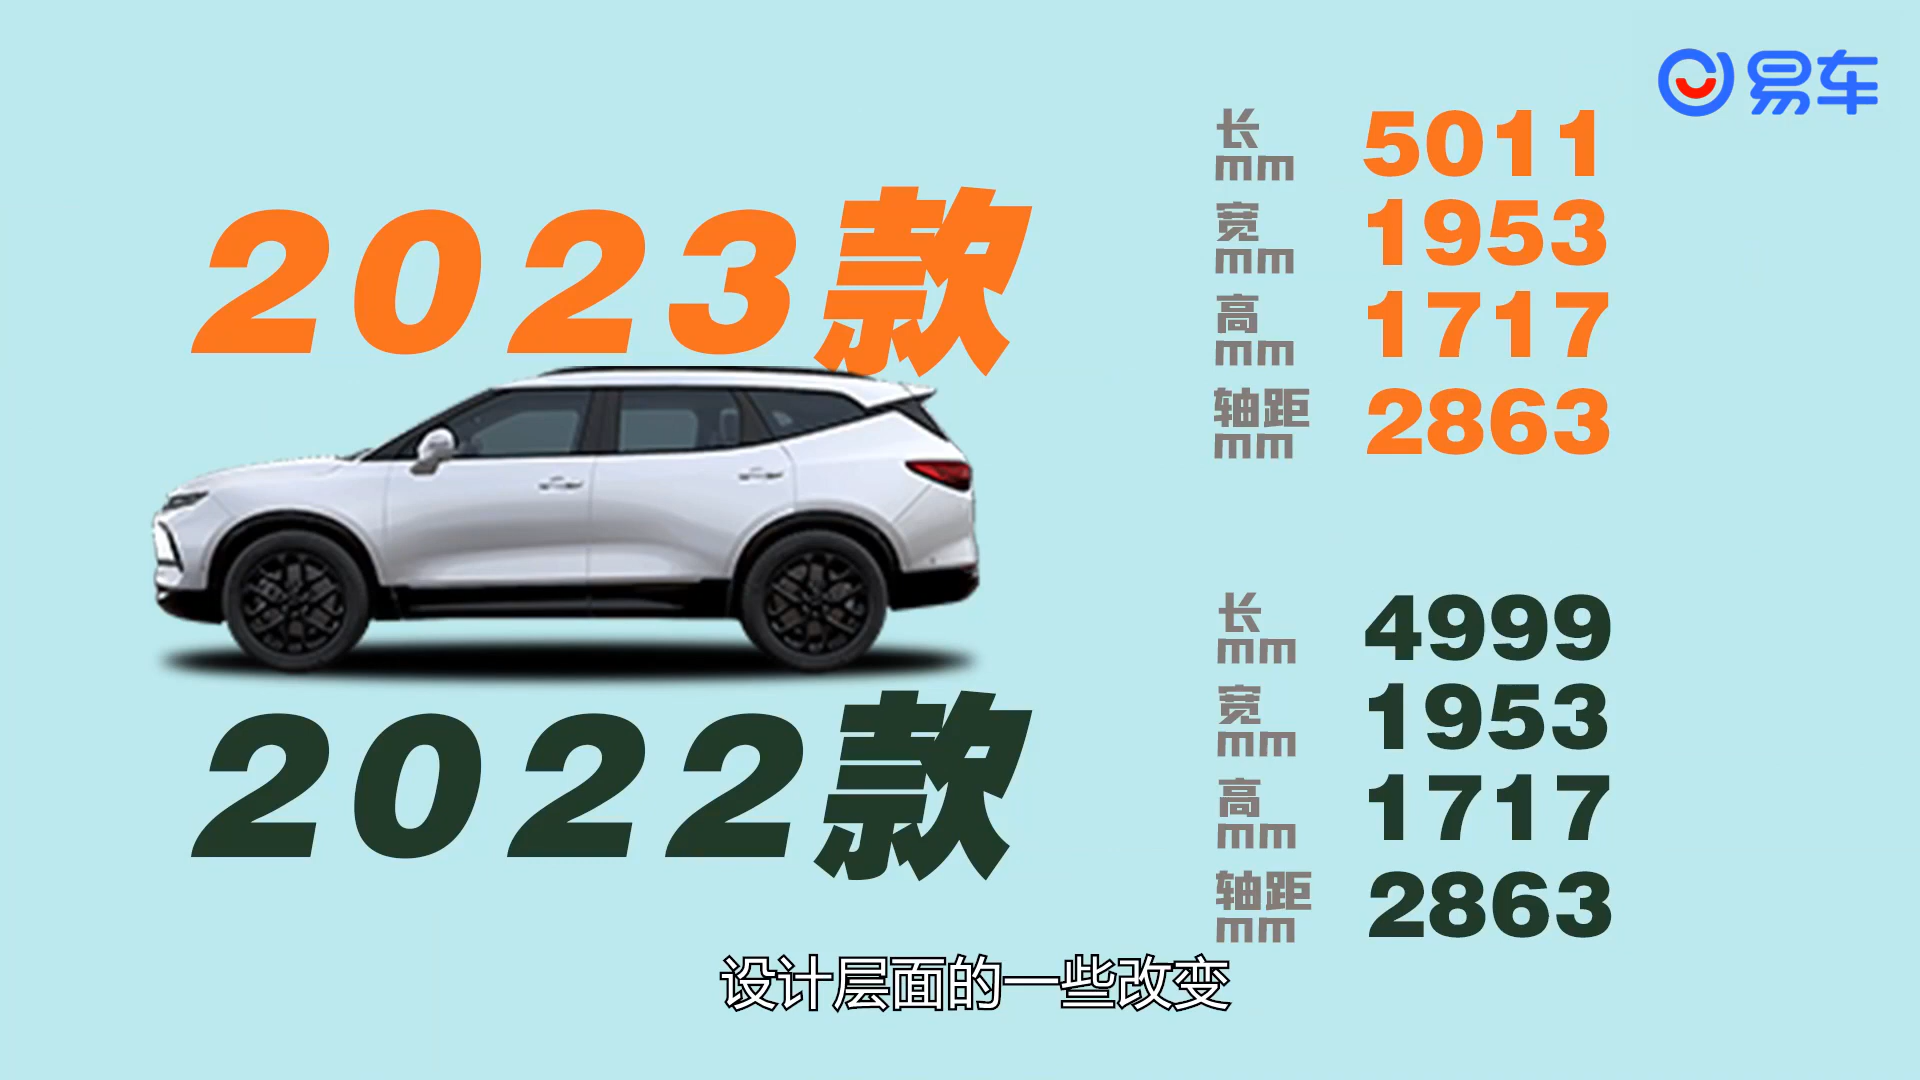 易车
2023款
长
mm
5011
宽
mm
1953
高
mm
1717
轴距
mm
2863
2022款
长
mm
4999
宽
mm
1953
高
mm
1717
轴距
mm
2863
设计层面的一些改变